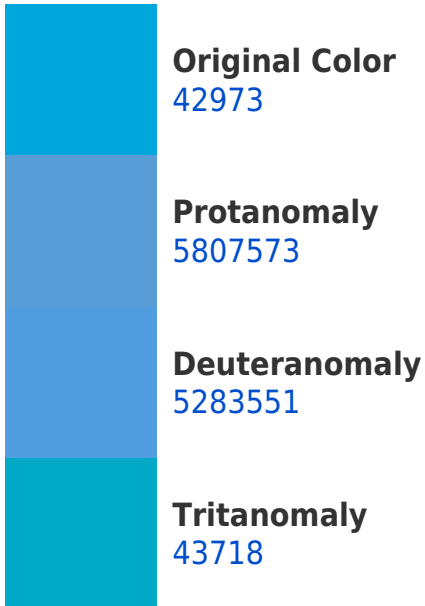 Original Color
42973
Protanomaly
5807573
Deuteranomaly
5283551
Tritanomaly
43718